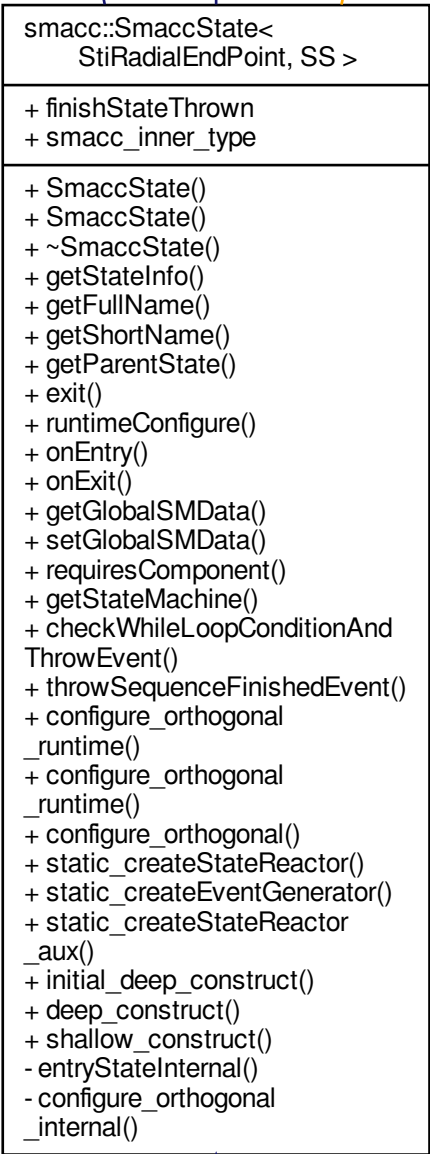 smacc::SmaccState<
StiRadialEndPoint, SS >
+ finishStateThrown
+ smacc_inner_type
+ SmaccState()
+ SmaccState()
+ ~SmaccState()
+ getStateInfo()
+ getFullName()
+ getShortName()
+ getParentState()
+ exit()
+ runtimeConfigure()
+ onEntry()
+ onExit()
+ getGlobalSMData()
+ setGlobalSMData()
+ requiresComponent()
+ getStateMachine()
+ checkWhileLoopConditionAnd
ThrowEvent()
+ throwSequenceFinishedEvent()
+ configure_orthogonal
_runtime()
+ configure_orthogonal
_runtime()
+ configure_orthogonal()
+ static_createStateReactor()
+ static_createEventGenerator()
+ static_createStateReactor
_aux()
+ initial_deep_construct()
+ deep_construct()
+ shallow_construct()
- entryStateInternal()
- configure_orthogonal
_internal()